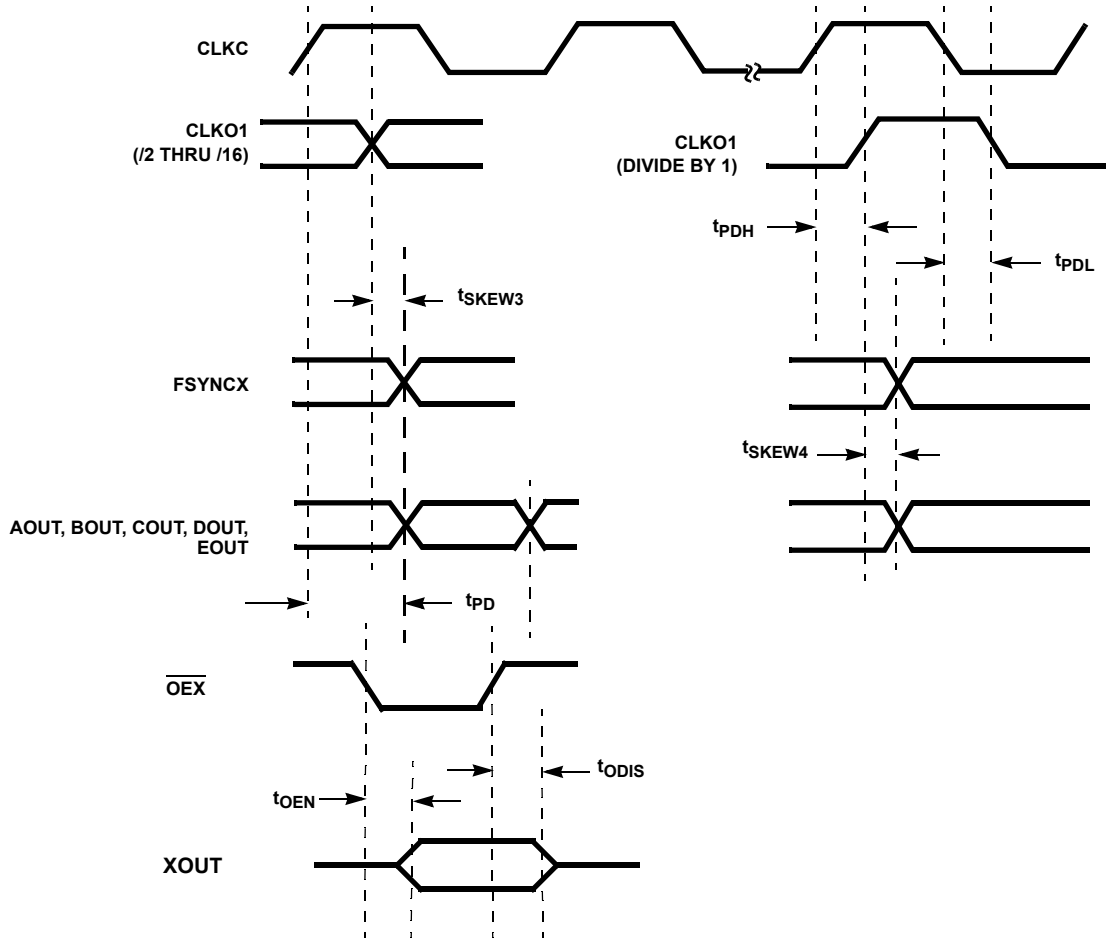 CLKC
CLKO1
(/2 THRU /16)
CLKO1
(DIVIDE BY 1)
tPDH
tPDL
tSKEW3
FSYNCX
tSKEW4
AOUT, BOUT, COUT, DOUT,
EOUT
tPD
OEX
tODIS
tOEN
XOUT